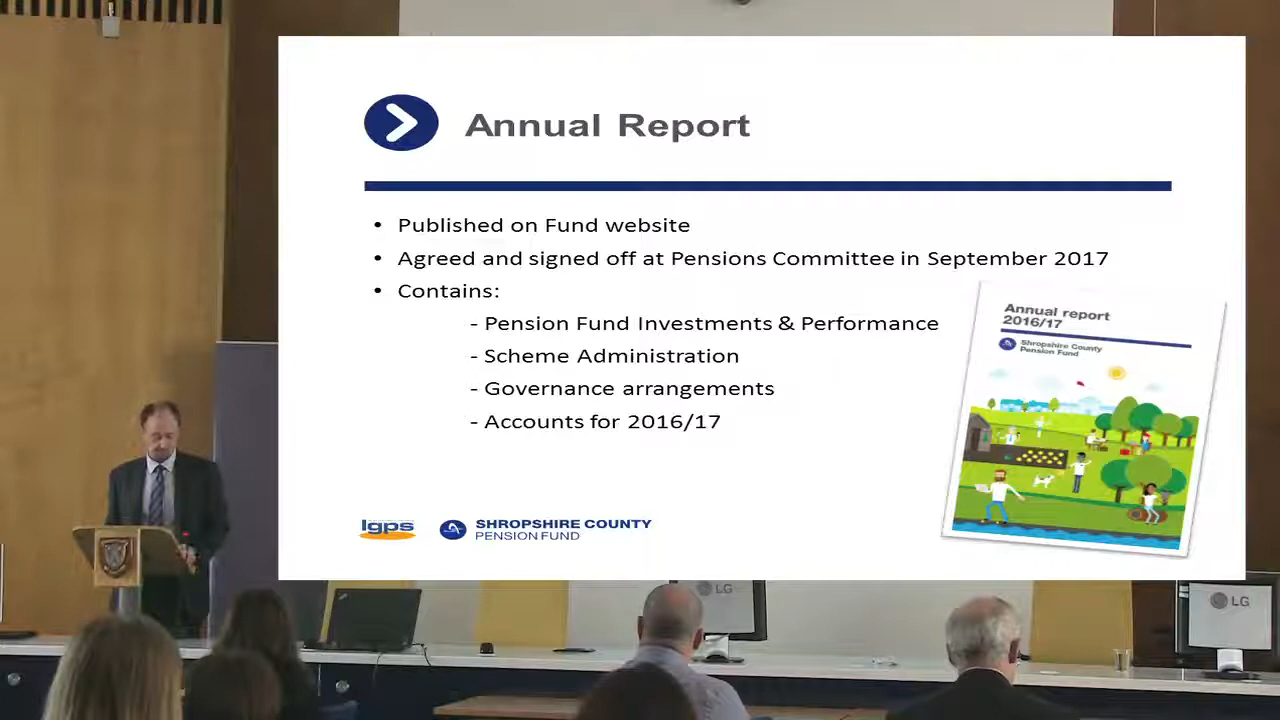 Annual Report
• Published on Fund website
• Agreed and signed off at Pensions Committee in September 2017
• Contains:
- Pension Fund Investments & Performance
- Scheme Administration
- Governance arrangements
- Accounts for 2016/17
Annual report
2016/17
Shropshire County
Pension Fund
lgps
SHROPSHIRE COUNTY
PENSION FUND
LG
LG